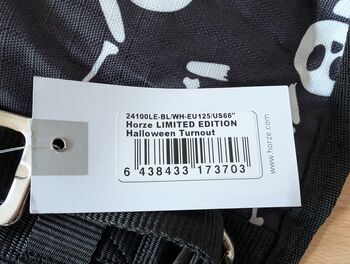 24100LE-BL/WH-EU125/US66"
Horze LIMITED EDITION
Halloween Turnout
6 438433 173703
www.horze.com